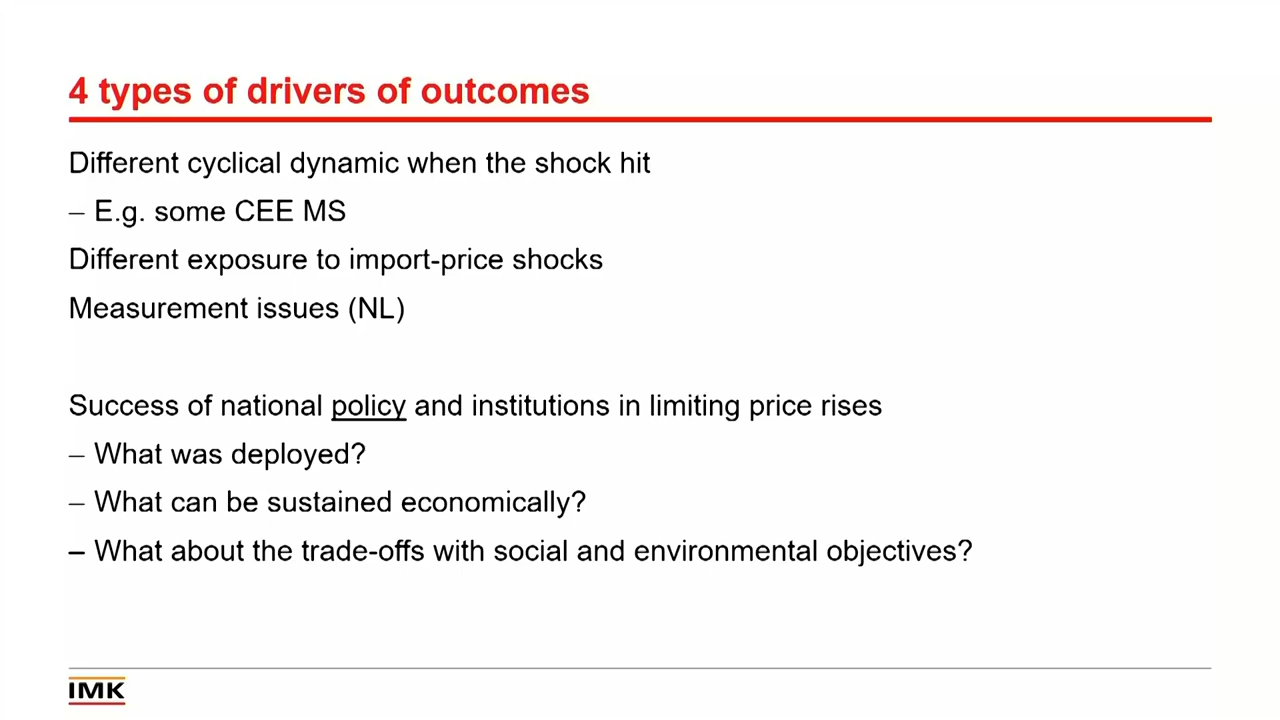 4 types of drivers of outcomes
Different cyclical dynamic when the shock hit
– E.g. some CEE MS
Different exposure to import-price shocks
Measurement issues (NL)
Success of national policy and institutions in limiting price rises
– What was deployed?
– What can be sustained economically?
– What about the trade-offs with social and environmental objectives?
IMK